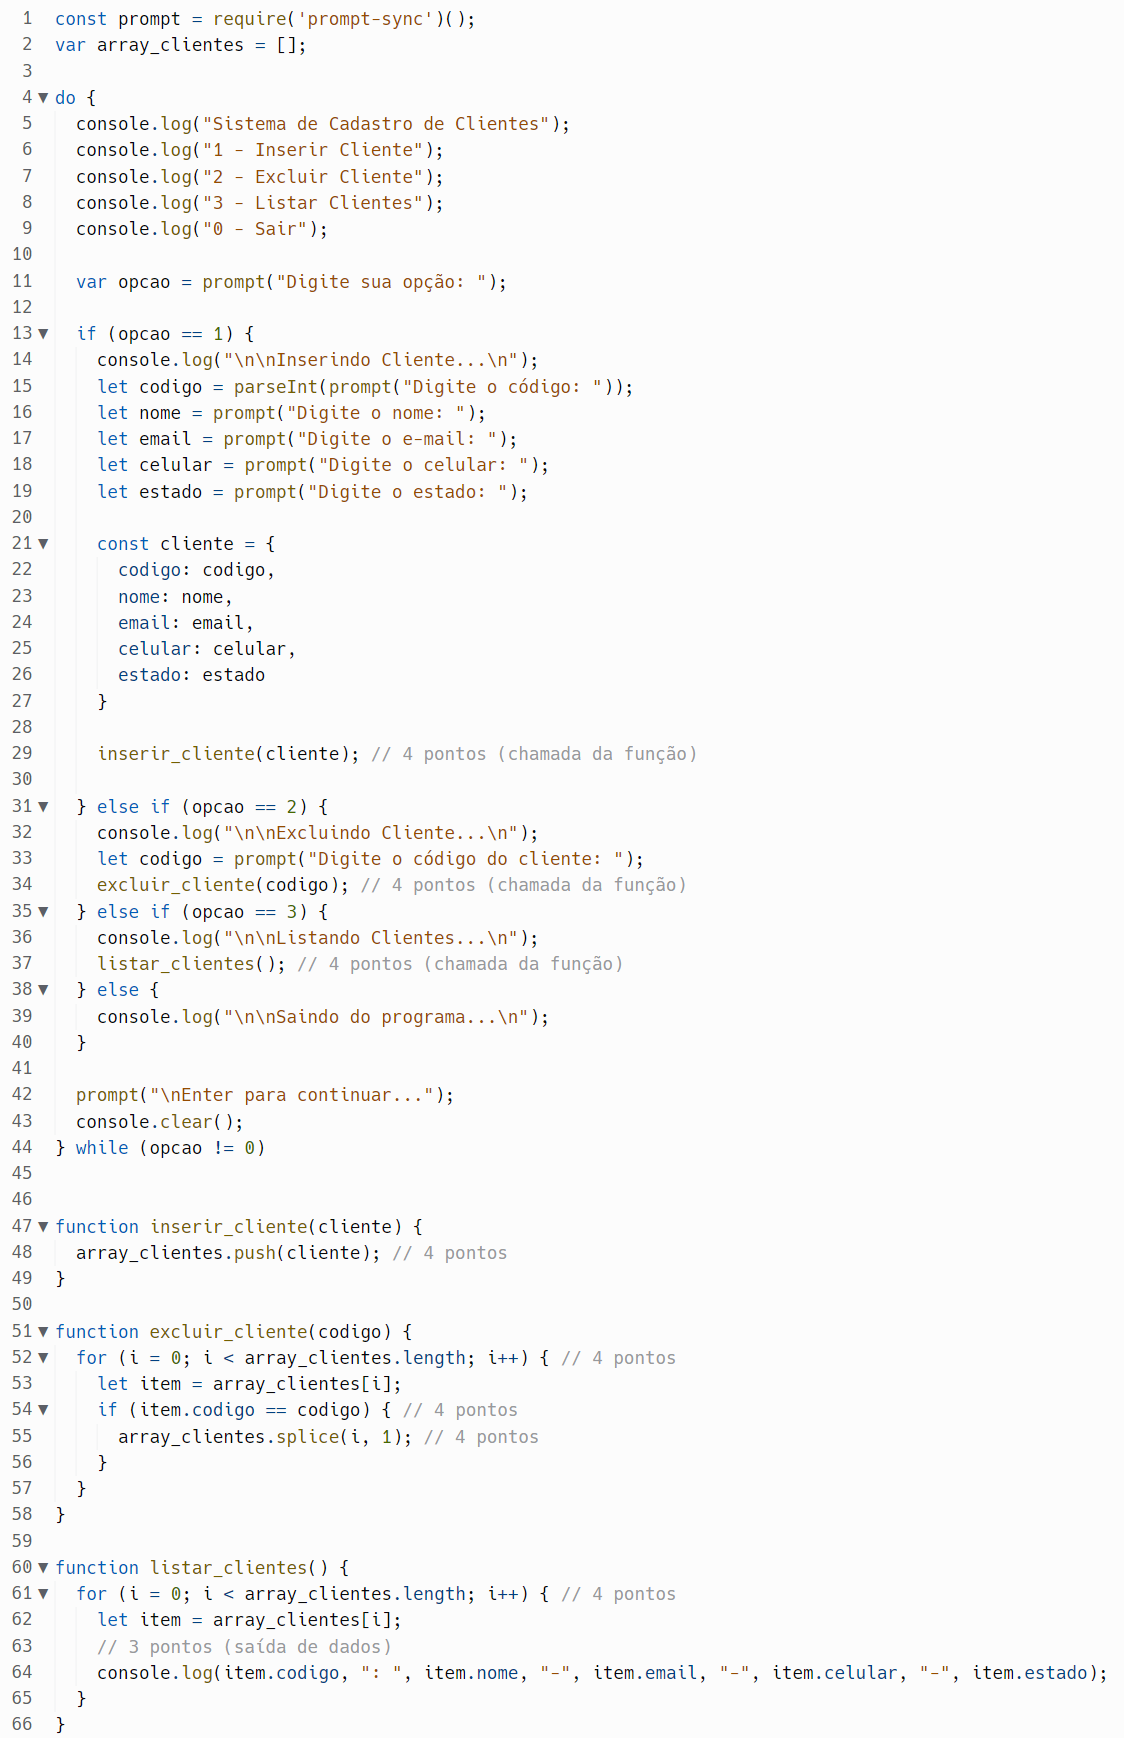 1 const prompt = require('prompt-sync')();
2 var array_clientes = [];
3
4 ▼ do {
5   console.log("Sistema de Cadastro de Clientes");
6   console.log("1 - Inserir Cliente");
7   console.log("2 - Excluir Cliente");
8   console.log("3 - Listar Clientes");
9   console.log("0 - Sair");
10
11   var opcao = prompt("Digite sua opção: ");
12
13 ▼   if (opcao == 1) {
14     console.log("\n\nInserindo Cliente...\n");
15     let codigo = parseInt(prompt("Digite o código: "));
16     let nome = prompt("Digite o nome: ");
17     let email = prompt("Digite o e-mail: ");
18     let celular = prompt("Digite o celular: ");
19     let estado = prompt("Digite o estado: ");
20
21 ▼     const cliente = {
22       codigo: codigo,
23       nome: nome,
24       email: email,
25       celular: celular,
26       estado: estado
27     }
28
29     inserir_cliente(cliente); // 4 pontos (chamada da função)
30
31 ▼   } else if (opcao == 2) {
32     console.log("\n\nExcluindo Cliente...\n");
33     let codigo = prompt("Digite o código do cliente: ");
34     excluir_cliente(codigo); // 4 pontos (chamada da função)
35 ▼   } else if (opcao == 3) {
36     console.log("\n\nListando Clientes...\n");
37     listar_clientes(); // 4 pontos (chamada da função)
38 ▼   } else {
39     console.log("\n\nSaindo do programa...\n");
40   }
41
42   prompt("\nEnter para continuar...");
43   console.clear();
44 } while (opcao != 0)
45
46
47 ▼ function inserir_cliente(cliente) {
48   array_clientes.push(cliente); // 4 pontos
49 }
50
51 ▼ function excluir_cliente(codigo) {
52 ▼   for (i = 0; i < array_clientes.length; i++) { // 4 pontos
53     let item = array_clientes[i];
54 ▼     if (item.codigo == codigo) { // 4 pontos
55       array_clientes.splice(i, 1); // 4 pontos
56     }
57   }
58 }
59
60 ▼ function listar_clientes() {
61 ▼   for (i = 0; i < array_clientes.length; i++) { // 4 pontos
62     let item = array_clientes[i];
63     // 3 pontos (saída de dados)
64     console.log(item.codigo, ": ", item.nome, "-", item.email, "-", item.celular, "-", item.estado);
65   }
66 }